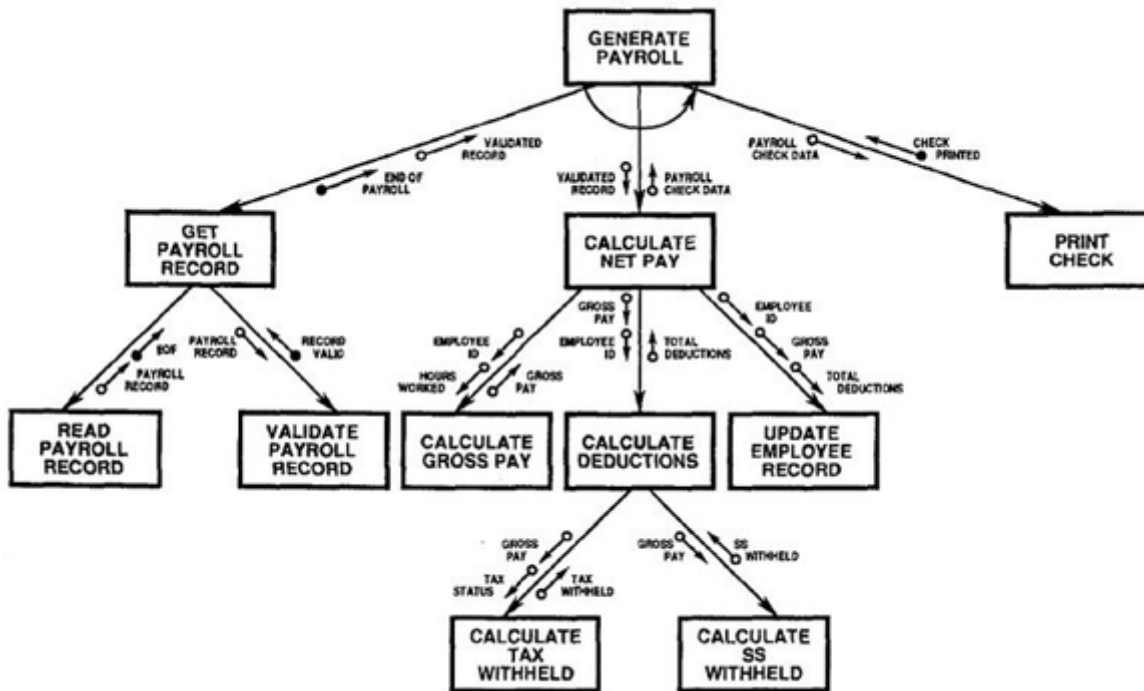 GENERATE
PAYROLL
VALIDATED
RECORD
END OF
PAYROLL
VALIDATED
RECORD
PAYROLL
CHECK DATA
PAYROLL
CHECK DATA
CHECK
PRINTED
GET
PAYROLL
RECORD
CALCULATE
NET PAY
PRINT
CHECK
EOF
PAYROLL
RECORD
PAYROLL
RECORD
RECORD
VALID
EMPLOYEE
ID
HOURS
WORKED
GROSS
PAY
GROSS
PAY
EMPLOYEE
ID
TOTAL
DEDUCTIONS
EMPLOYEE
ID
GROSS
PAY
TOTAL
DEDUCTIONS
READ
PAYROLL
RECORD
VALIDATE
PAYROLL
RECORD
CALCULATE
GROSS PAY
CALCULATE
DEDUCTIONS
UPDATE
EMPLOYEE
RECORD
GROSS
PAY
TAX
STATUS
TAX
WITHHELD
GROSS
PAY
SS
WITHHELD
CALCULATE
TAX
WITHHELD
CALCULATE
SS
WITHHELD